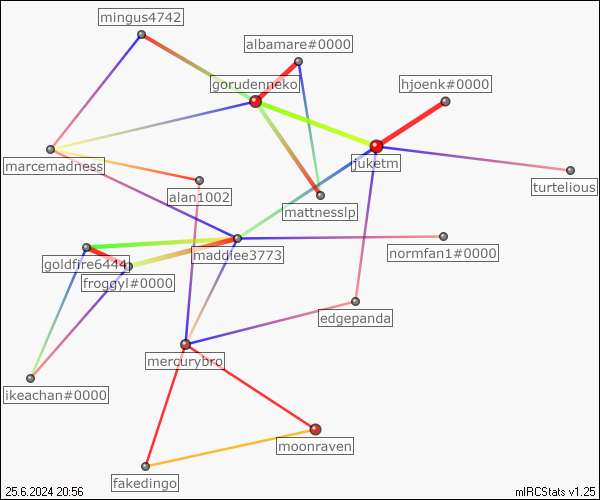 mingus4742
albamare#0000
gorudenneko
hjoenk#0000
juketm
marcemadness
turtelious
alan1002
mattnesslp
maddlee3773
normfan1#0000
goldfire6444
froggyl#0000
edgepanda
mercurybro
ikeachan#0000
moonraven
fakedingo
25.6.2024 20:56
mIRCStats v1.25